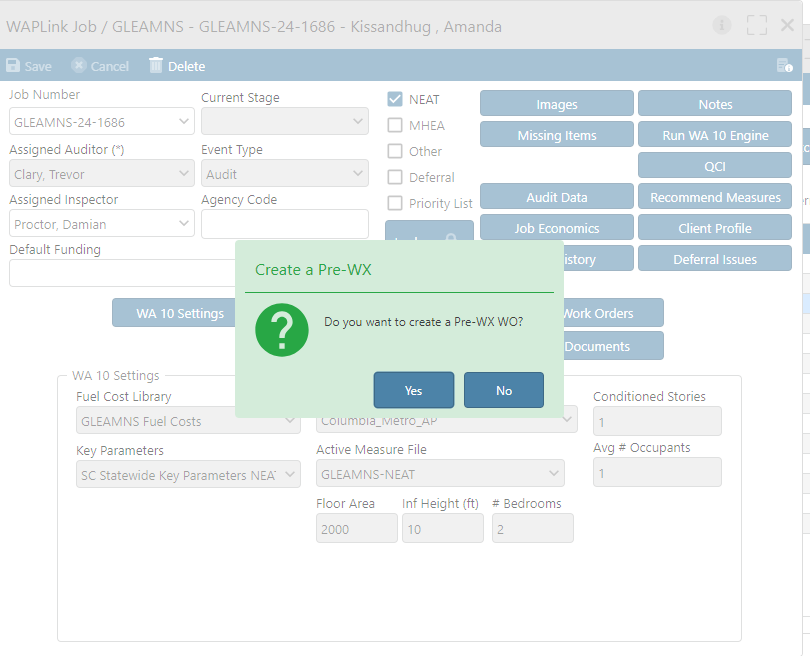 WAPLink Job / GLEAMNS - GLEAMNS-24-1686 - Kissandhug , Amanda
Save Cancel Delete
Job Number
GLEAMNS-24-1686
Current Stage
Assigned Auditor (*)
Clary, Trevor
Event Type
Audit
Assigned Inspector
Proctor, Damian
Agency Code
Default Funding
NEAT
MHEA
Other
Deferral
Priority List
Images
Notes
Missing Items
Run WA 10 Engine
QCI
Audit Data
Recommend Measures
Job Economics
Client Profile
istory
Deferral Issues
WA 10 Settings
Work Orders
Documents
Create a Pre-WX
Do you want to create a Pre-WX WO?
Yes
No
WA 10 Settings
Fuel Cost Library
GLEAMNS Fuel Costs
Columbia_Metro_AP
Conditioned Stories
1
Key Parameters
SC Statewide Key Parameters NEA
Active Measure File
GLEAMNS-NEAT
Avg # Occupants
1
Floor Area
2000
Inf Height (ft)
10
# Bedrooms
2